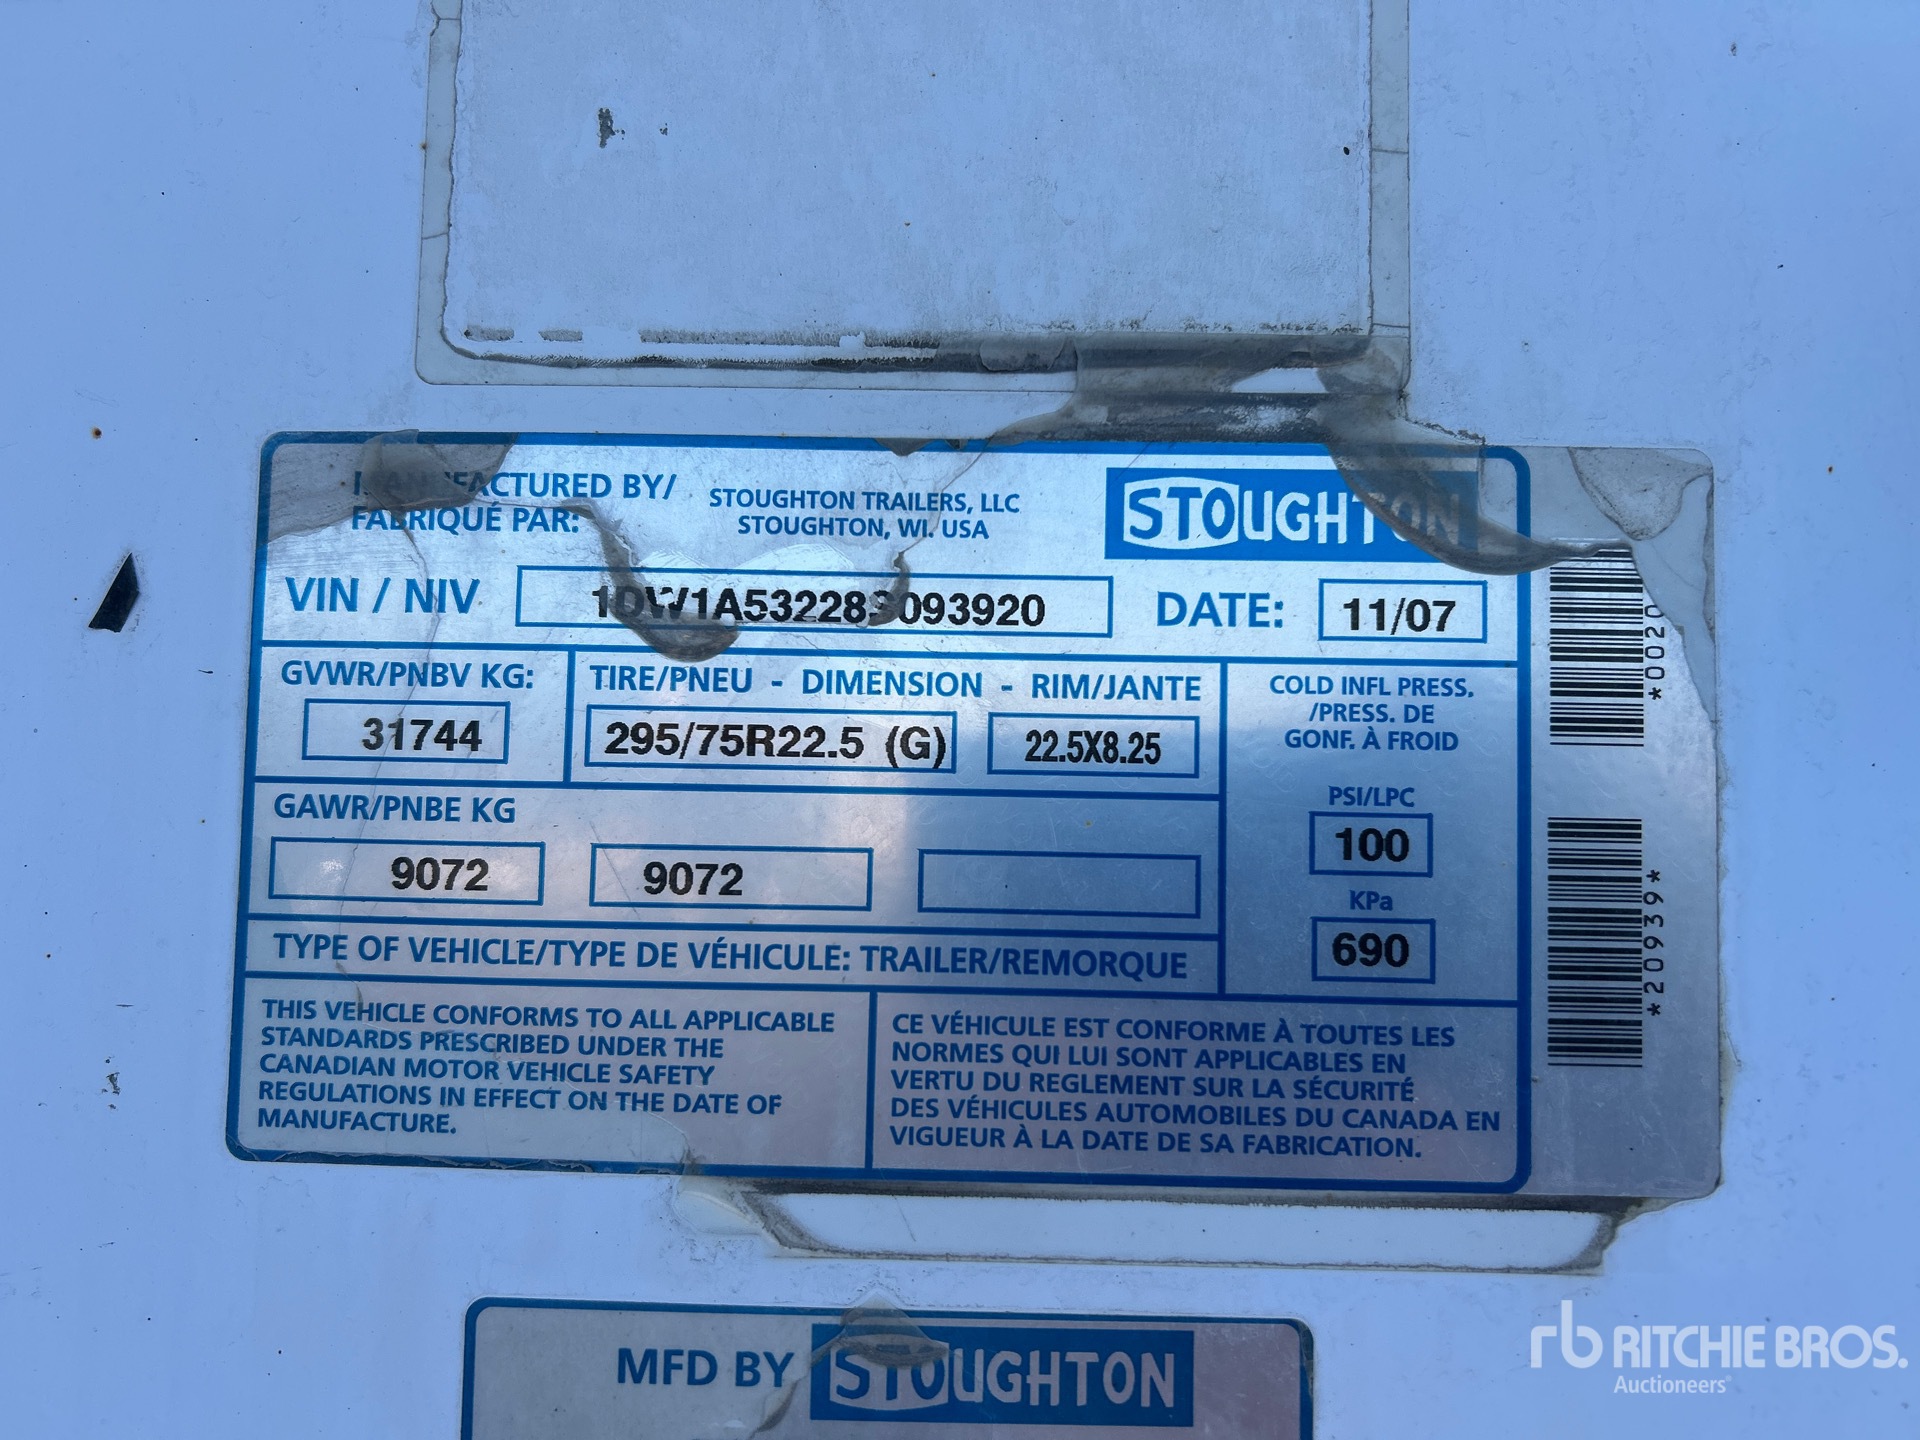 MANUFACTURED BY/
FABRIQUÉ PAR:
STOUGHTON TRAILERS, LLC
STOUGHTON, WI. USA
STOUGHTON
VIN / NIV
1DW1A53228S093920
DATE:
11/07
GVWR/PNBV KG:
31744
TIRE/PNEU - DIMENSION - RIM/JANTE
295/75R22.5 (G)
22.5X8.25
COLD INFL PRESS.
/PRESS. DE
GONF. À FROID
PSI/LPC
100
KPa
690
GAWR/PNBE KG
9072
9072
TYPE OF VEHICLE/TYPE DE VÉHICULE: TRAILER/REMORQUE
THIS VEHICLE CONFORMS TO ALL APPLICABLE
STANDARDS PRESCRIBED UNDER THE
CANADIAN MOTOR VEHICLE SAFETY
REGULATIONS IN EFFECT ON THE DATE OF
MANUFACTURE.
CE VÉHICULE EST CONFORME À TOUTES LES
NORMES QUI LUI SONT APPLICABLES EN
VERTU DU REGLEMENT SUR LA SÉCURITÉ
DES VÉHICULES AUTOMOBILES DU CANADA EN
VIGUEUR À LA DATE DE SA FABRICATION.
*20939*
MFD BY STOUGHTON
rb RITCHIE BROS.
Auctioneers